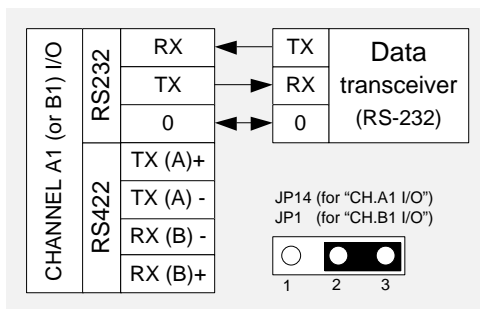 CHANNEL A1 (or B1) I/O
RS232
RX
TX
0
RS422
TX (A)+
TX (A) -
RX (B) -
RX (B)+
TX
RX
0
Data
transceiver
(RS-232)
JP14 (for “CH.A1 I/O”)
JP1 (for “CH.B1 I/O”)
1 2 3